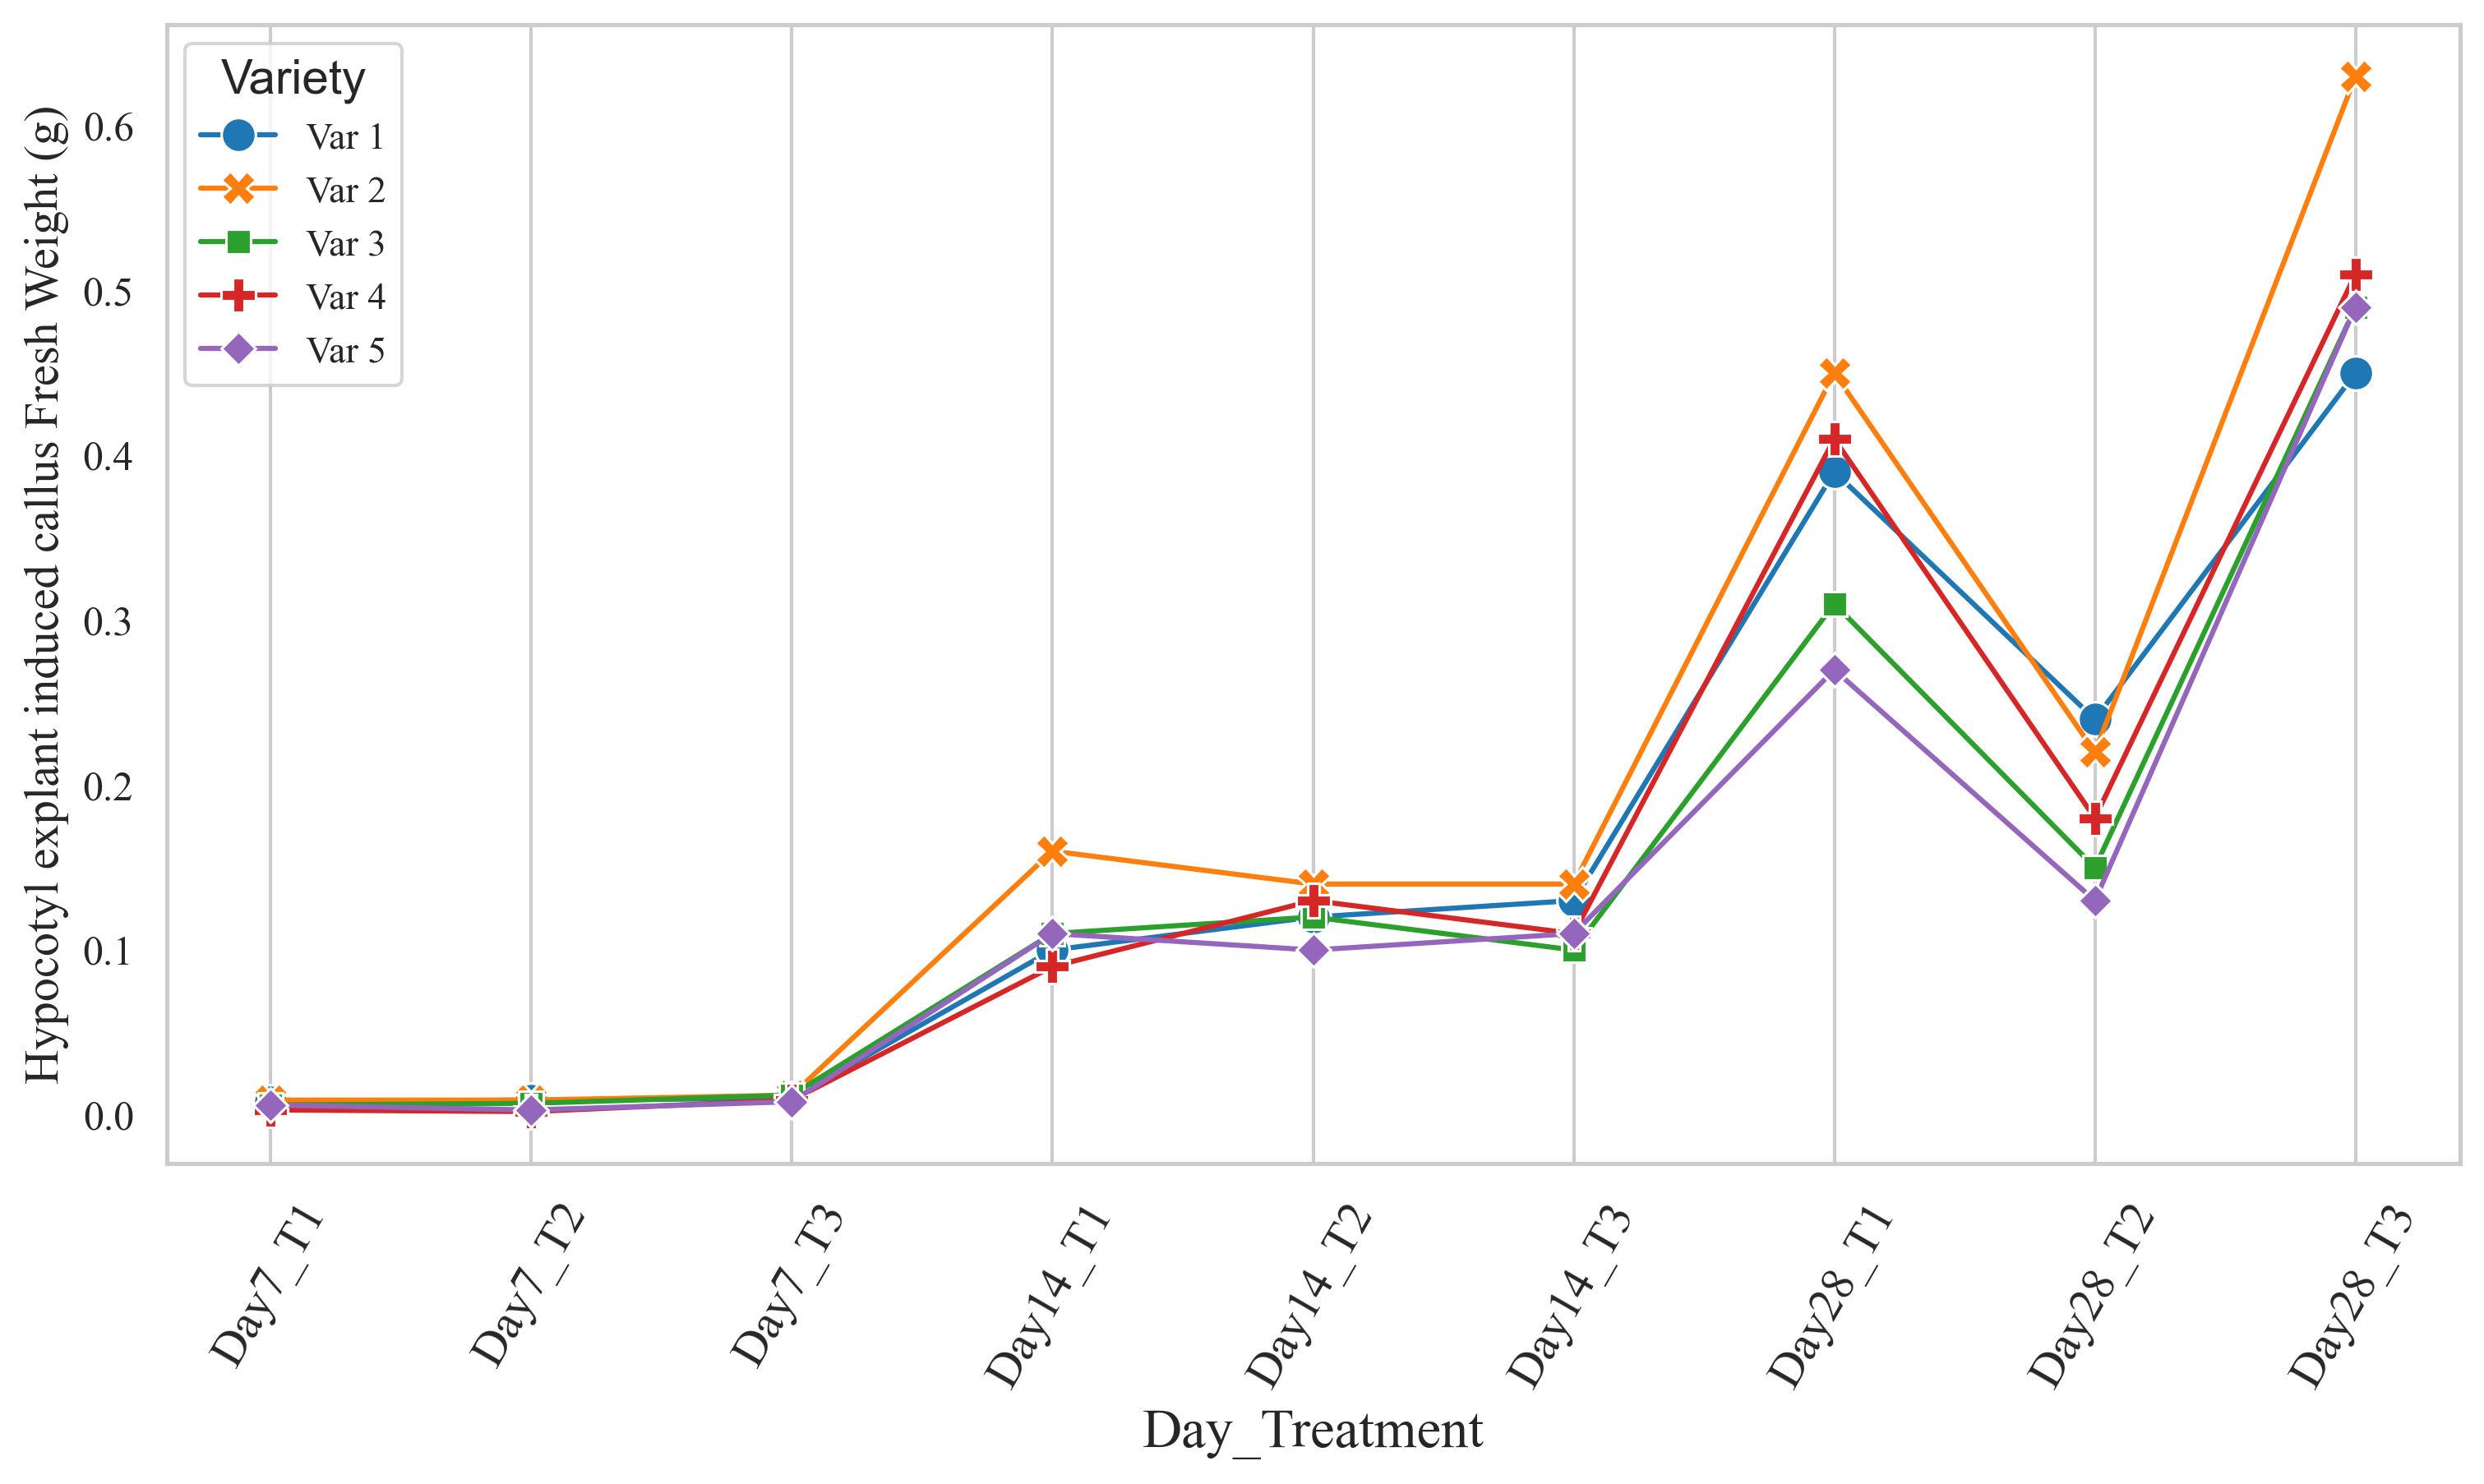 Hypocotyl explant induced callus Fresh Weight (g)
0.6
0.5
0.4
0.3
0.2
0.1
0.0
Variety
Var 1
Var 2
Var 3
Var 4
Var 5
Day7_T1
Day7_T2
Day7_T3
Day14_T1
Day14_T2
Day14_T3
Day28_T1
Day28_T2
Day28_T3
Day_Treatment